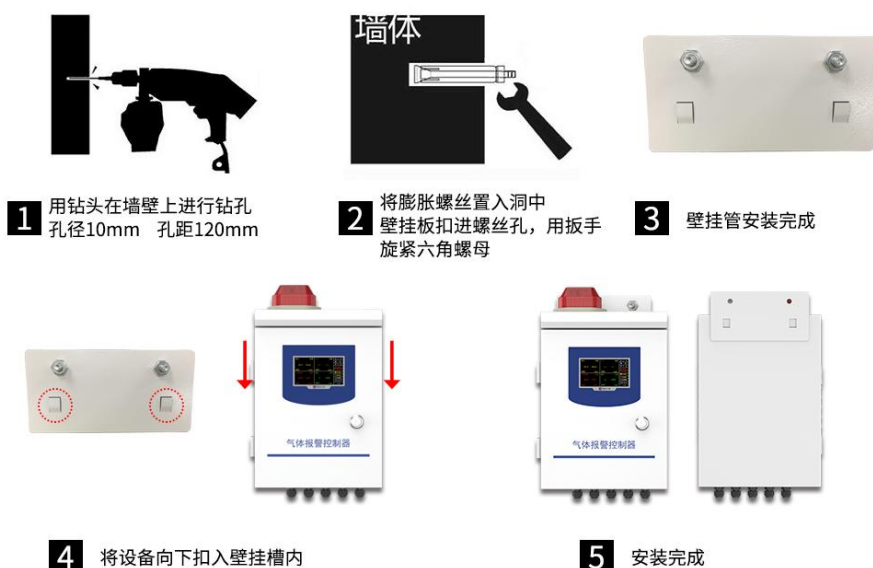 墙体
1 用钻头在墙壁上进行钻孔
孔径10mm 孔距120mm
2 将膨胀螺丝置入洞中
壁挂板扣进螺丝孔，用扳手
旋紧六角螺母
3 壁挂管安装完成
气体报警控制器
气体报警控制器
4 将设备向下扣入壁挂槽内
5 安装完成